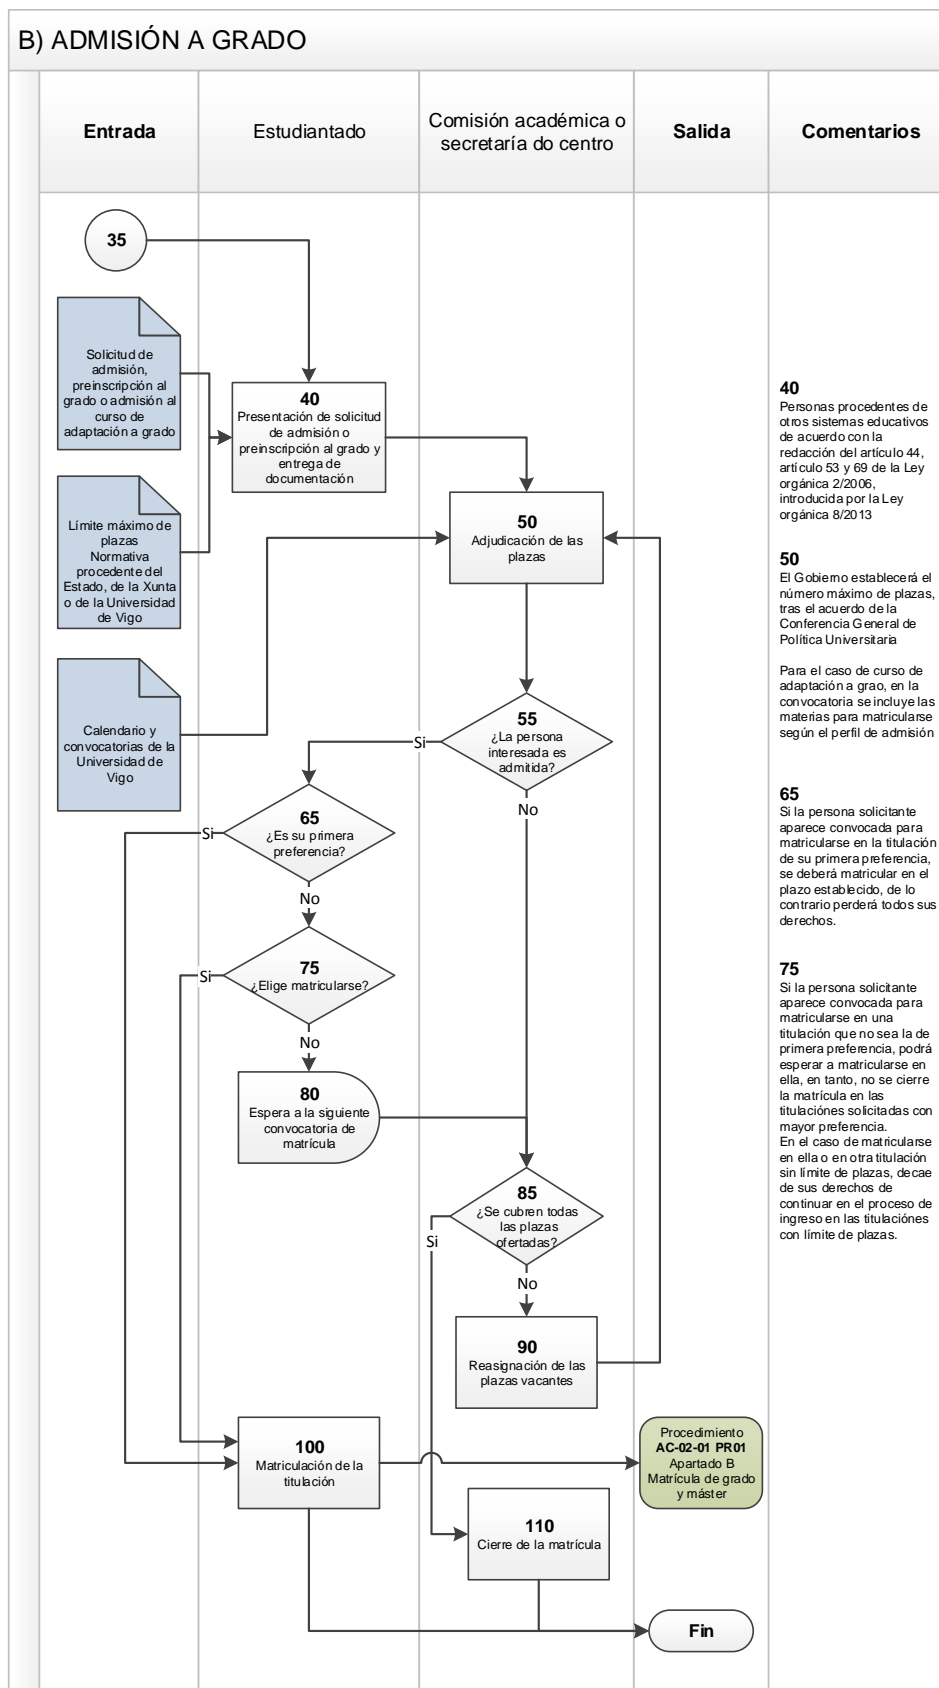 B) ADMISIÓN A GRADO
Entrada
Estudiantado
Comisión académica o
secretaría do centro
Salida
Comentarios
35
Solicitud de
admisión,
preinscripción al
grado o admisión al
curso de
adaptación a grado
40
Presentación de solicitud
de admisión o
preinscripción al grado y
entrega de
documentación
Límite máximo de
plazas
Normativa
procedente del
Estado, de la Xunta
o de la Universidad
de Vigo
50
Adjudicación de las
plazas
Calendario y
convocatorias de la
Universidad de
Vigo
55
¿La persona
interesada es
admitida?
Si
No
65
¿Es su primera
preferencia?
Si
No
75
¿Elige matricularse?
Si
No
80
Espera a la siguiente
convocatoria de
matrícula
85
¿Se cubren todas
las plazas
ofertadas?
Si
No
90
Reasignación de las
plazas vacantes
100
Matriculación de la
titulación
Procedimiento
AC-02-01 PR01
Apartado B
Matrícula de grado
y máster
110
Cierre de la matrícula
Fin
40
Personas procedentes de
otros sistemas educativos
de acuerdo con la
redacción del artículo 44,
artículo 53 y 69 de la Ley
orgánica 2/2006,
introducida por la Ley
orgánica 8/2013
50
El Gobierno establecerá el
número máximo de plazas,
tras el acuerdo de la
Conferencia General de
Política Universitaria
Para el caso de curso de
adaptación a grao, en la
convocatoria se incluye las
materias para matricularse
según el perfil de admisión
65
Si la persona solicitante
aparece convocada para
matricularse en la titulación
de su primera preferencia,
se deberá matricular en el
plazo establecido, de lo
contrario perderá todos sus
derechos.
75
Si la persona solicitante
aparece convocada para
matricularse en una
titulación que no sea la de
primera preferencia, podrá
esperar a matricularse en
ella, en tanto, no se cierre
la matrícula en las
titulaciónes solicitadas con
mayor preferencia.
En el caso de matricularse
en ella o en otra titulación
sin límite de plazas, decae
de sus derechos de
continuar en el proceso de
ingreso en las titulaciónes
con límite de plazas.